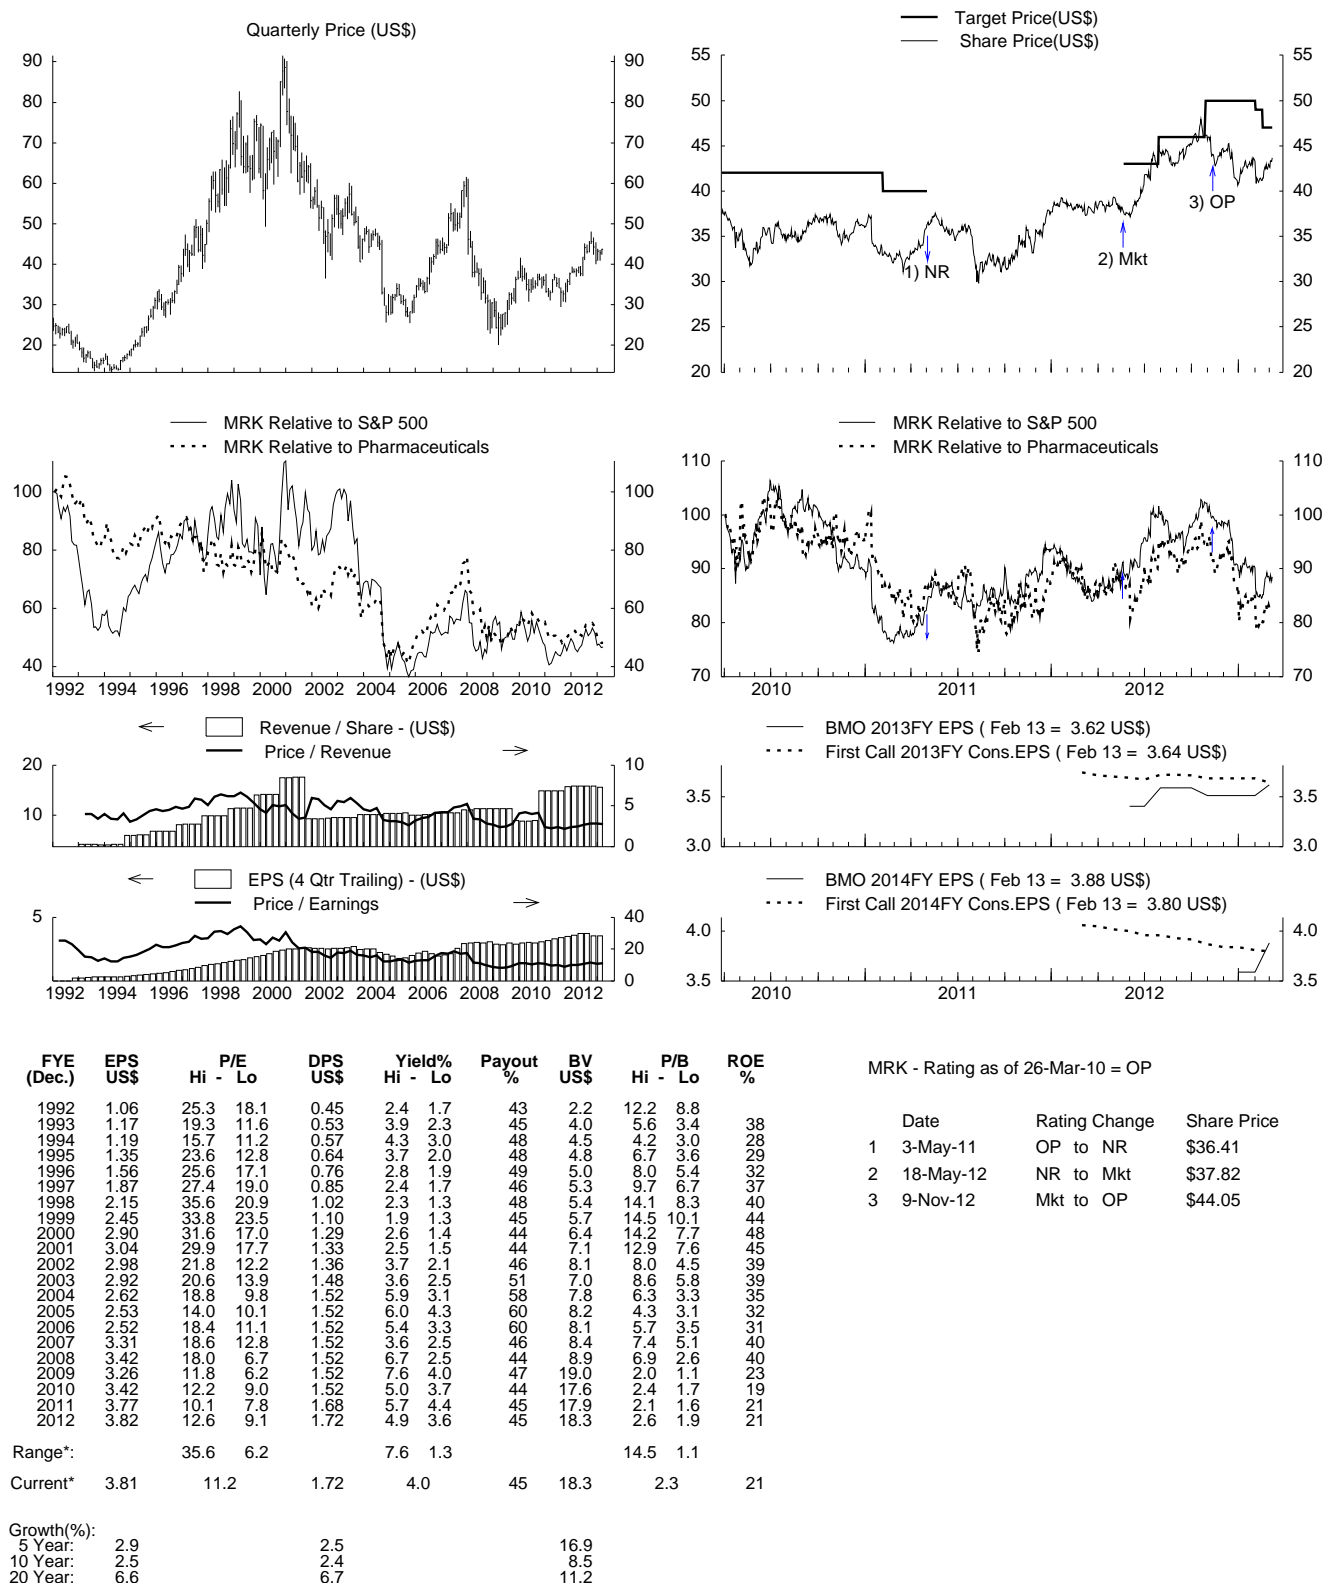 Quarterly Price (US$)
90 90
80 80
70 70
60 60
50 50
40 40
30 30
20 20
Target Price(US$)
Share Price(US$)
55 55
50 50
45 45
40 40
35 35
30 30
25 25
20 20
1) NR
2) Mkt
3) OP
MRK Relative to S&P 500
MRK Relative to Pharmaceuticals
100 100
80 80
60 60
40 40
1992 1994 1996 1998 2000 2002 2004 2006 2008 2010 2012
MRK Relative to S&P 500
MRK Relative to Pharmaceuticals
110 110
100 100
90 90
80 80
70 70
2010 2011 2012
Revenue / Share - (US$)
Price / Revenue
20 10
10 5
0
BMO 2013FY EPS ( Feb 13 = 3.62 US$)
First Call 2013FY Cons.EPS ( Feb 13 = 3.64 US$)
3.5 3.5
3.0 3.0
EPS (4 Qtr Trailing) - (US$)
Price / Earnings
5 40
20
0
1992 1994 1996 1998 2000 2002 2004 2006 2008 2010 2012
BMO 2014FY EPS ( Feb 13 = 3.88 US$)
First Call 2014FY Cons.EPS ( Feb 13 = 3.80 US$)
4.0 4.0
3.5 3.5
2010 2011 2012
FYE EPS P/E DPS Yield% Payout BV P/B ROE
(Dec.) US$ Hi - Lo US$ Hi - Lo % US$ Hi - Lo %
1992 1.06 25.3 18.1 0.45 2.4 1.7 43 2.2 12.2 8.8
1993 1.17 19.3 11.6 0.53 3.9 2.3 45 4.0 5.6 3.4 38
1994 1.19 15.7 11.2 0.57 4.3 3.0 48 4.5 4.2 3.0 28
1995 1.35 23.6 12.8 0.64 3.7 2.0 48 4.8 6.7 3.6 29
1996 1.56 25.6 17.1 0.76 2.8 1.9 49 5.0 8.0 5.4 32
1997 1.87 27.4 19.0 0.85 2.4 1.7 46 5.3 9.7 6.7 37
1998 2.15 35.6 20.9 1.02 2.3 1.3 48 5.4 14.1 8.3 40
1999 2.45 33.8 23.5 1.10 1.9 1.3 45 5.7 14.5 10.1 44
2000 2.90 31.6 17.0 1.29 2.6 1.4 44 6.4 14.2 7.7 48
2001 3.04 29.9 17.7 1.33 2.5 1.5 44 7.1 12.9 7.6 45
2002 2.98 21.8 12.2 1.36 3.7 2.1 46 8.1 8.0 4.5 39
2003 2.92 20.6 13.9 1.48 3.6 2.5 51 7.0 8.6 5.8 39
2004 2.62 18.8 9.8 1.52 5.9 3.1 58 7.8 6.3 3.3 35
2005 2.53 14.0 10.1 1.52 6.0 4.3 60 8.2 4.3 3.1 32
2006 2.52 18.4 11.1 1.52 5.4 3.3 60 8.1 5.7 3.5 31
2007 3.31 18.6 12.8 1.52 3.6 2.5 46 8.4 7.4 5.1 40
2008 3.42 18.0 6.7 1.52 6.7 2.5 44 8.9 6.9 2.6 40
2009 3.26 11.8 6.2 1.52 7.6 4.0 47 19.0 2.0 1.1 23
2010 3.42 12.2 9.0 1.52 5.0 3.7 44 17.6 2.4 1.7 19
2011 3.77 10.1 7.8 1.68 5.7 4.4 45 17.9 2.1 1.6 21
2012 3.82 12.6 9.1 1.72 4.9 3.6 45 18.3 2.6 1.9 21
Range*: 35.6 6.2 7.6 1.3 14.5 1.1
Current* 3.81 11.2 1.72 4.0 45 18.3 2.3 21
Growth(%):
5 Year: 2.9 2.5 16.9
10 Year: 2.5 2.4 8.5
20 Year: 6.6 6.7 11.2
MRK - Rating as of 26-Mar-10 = OP
Date Rating Change Share Price
1 3-May-11 OP to NR $36.41
2 18-May-12 NR to Mkt $37.82
3 9-Nov-12 Mkt to OP $44.05